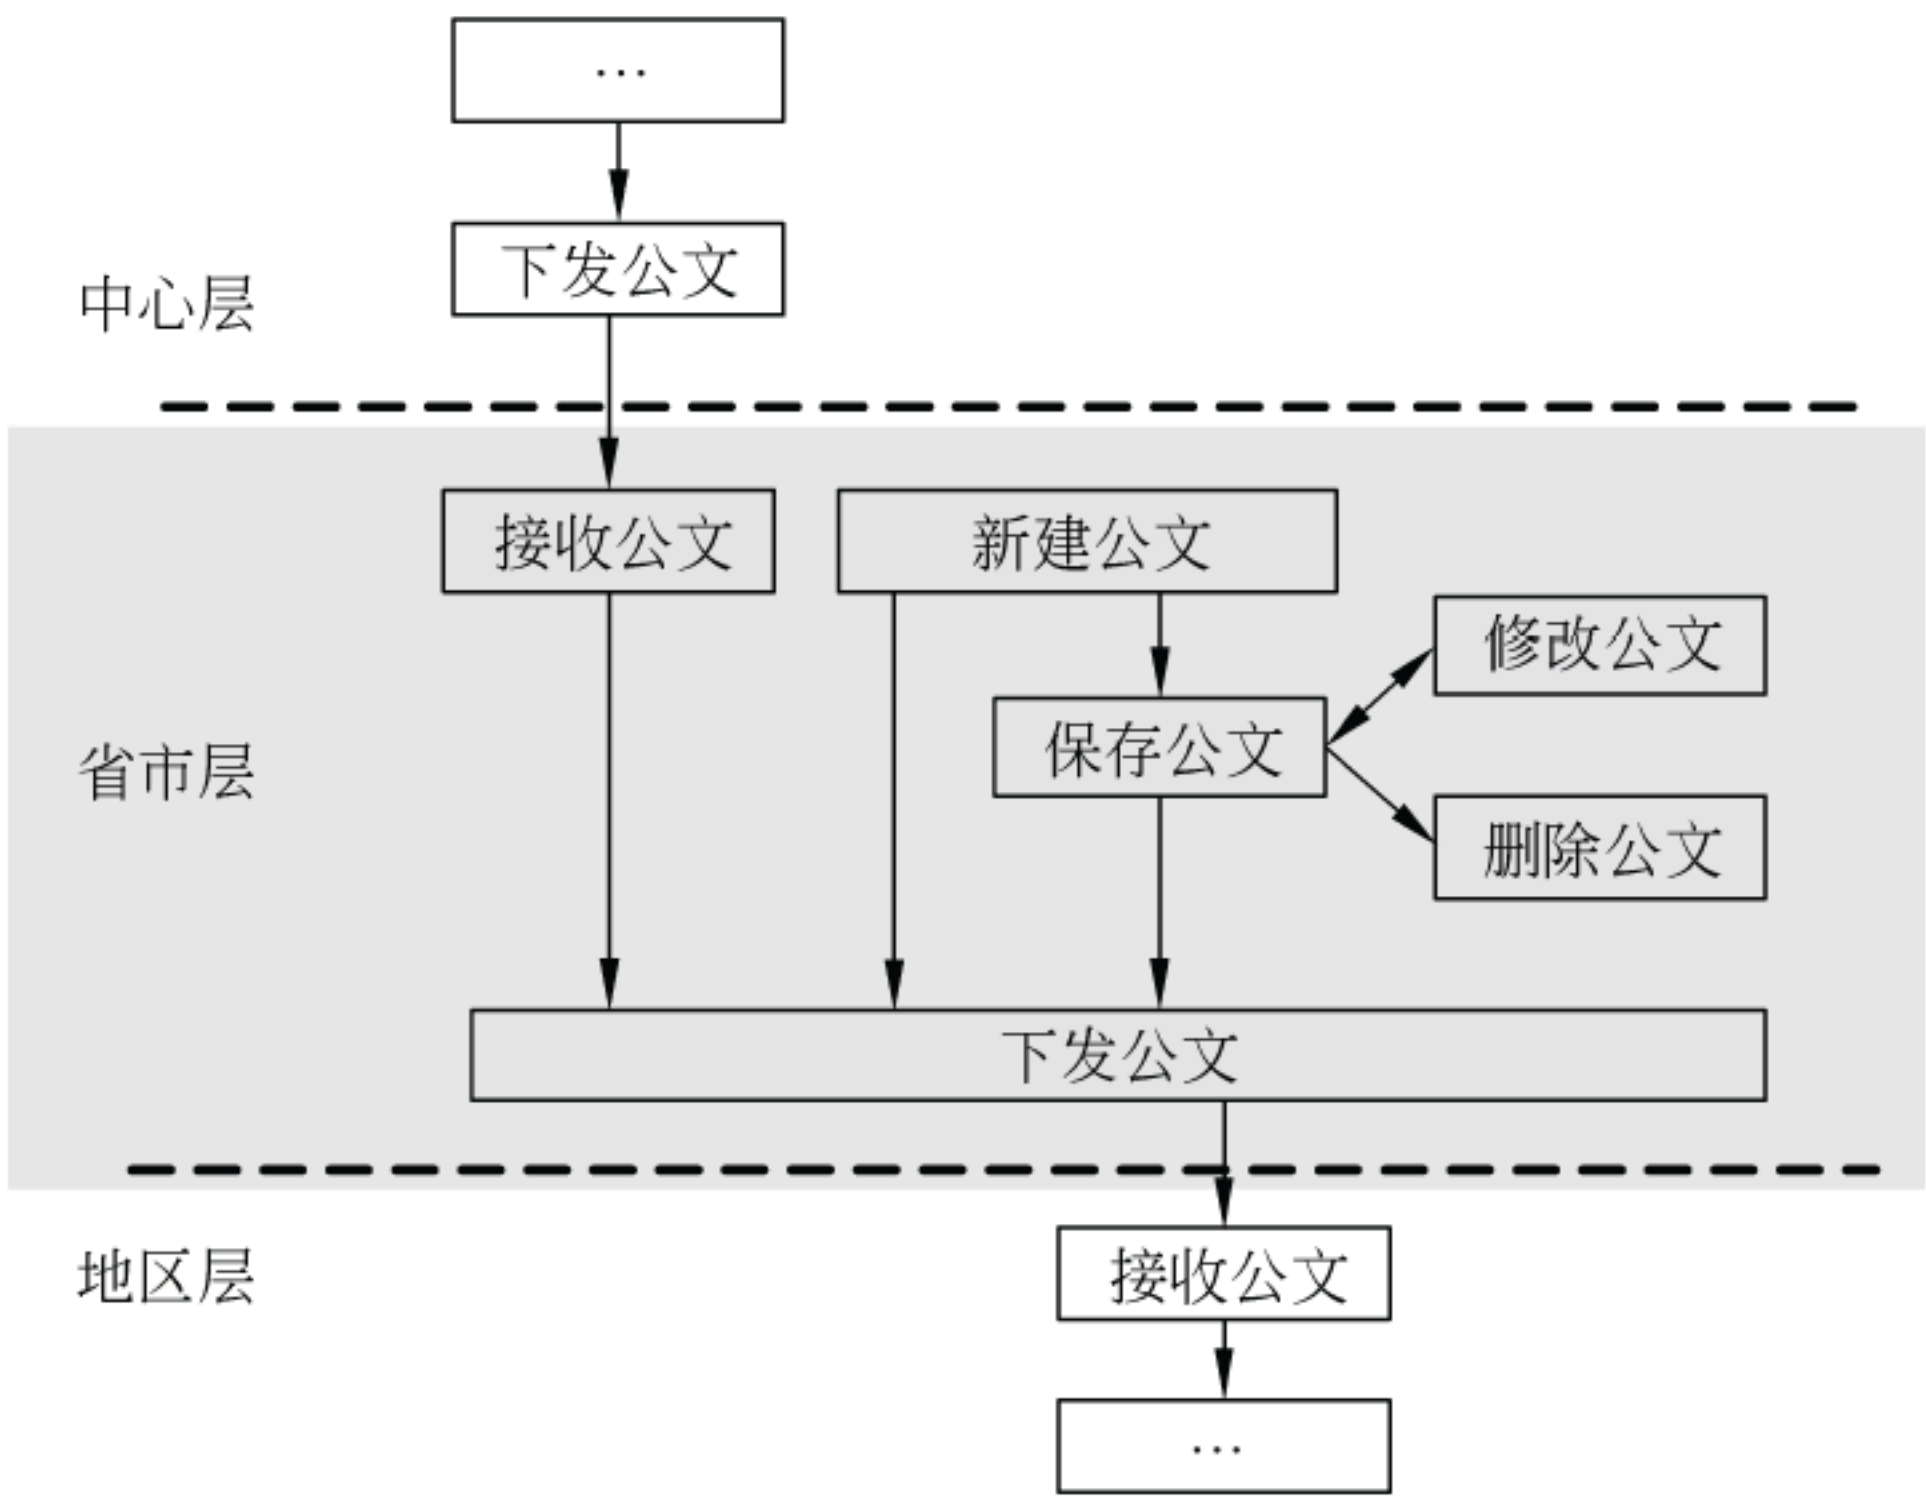 …
下发公文
中心层
接收公文
新建公文
修改公文
保存公文
省市层
删除公文
下发公文
接收公文
地区层
…